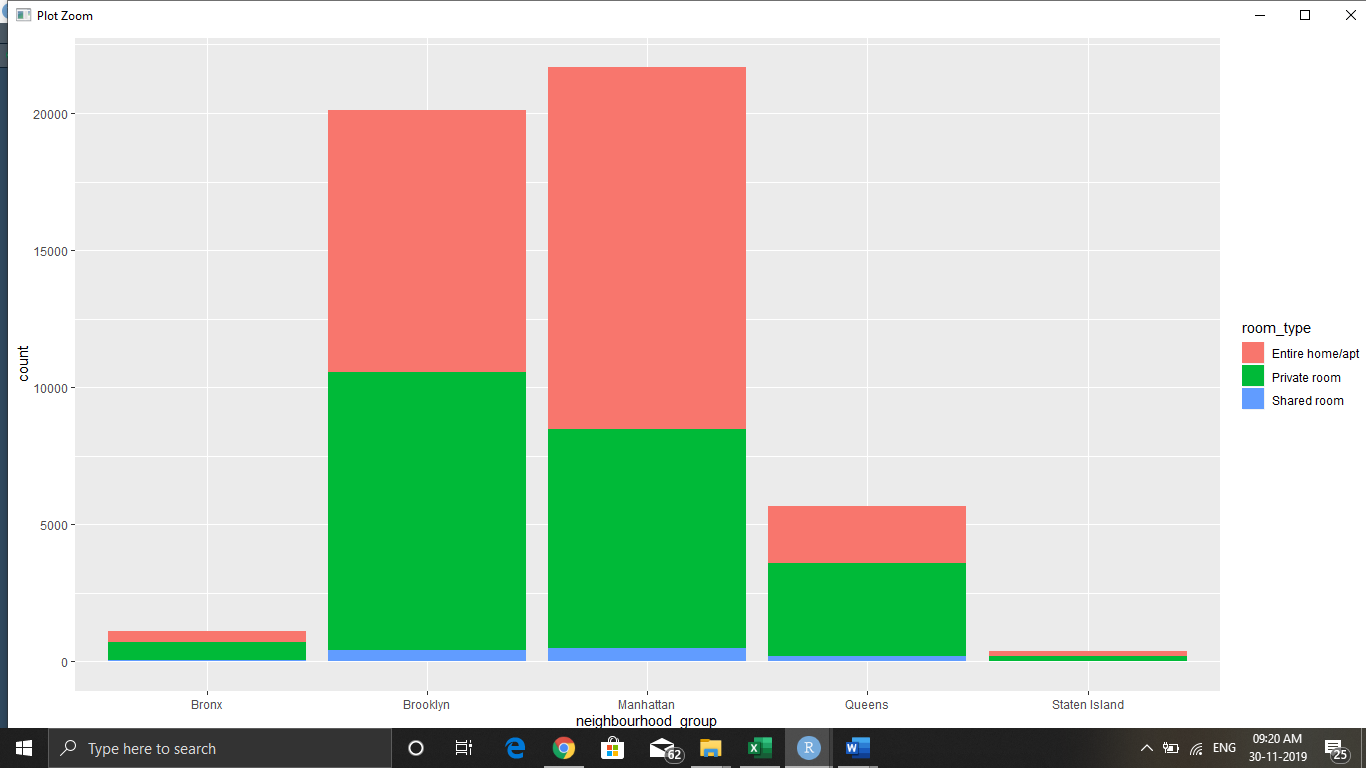 Plot Zoom
20000
15000
10000
5000
0
count
Bronx
Brooklyn
Manhattan
Queens
Staten Island
neighbourhood_group
room_type
Entire home/apt
Private room
Shared room
Type here to search
62
X
R
W
ENG
09:20 AM
30-11-2019
25